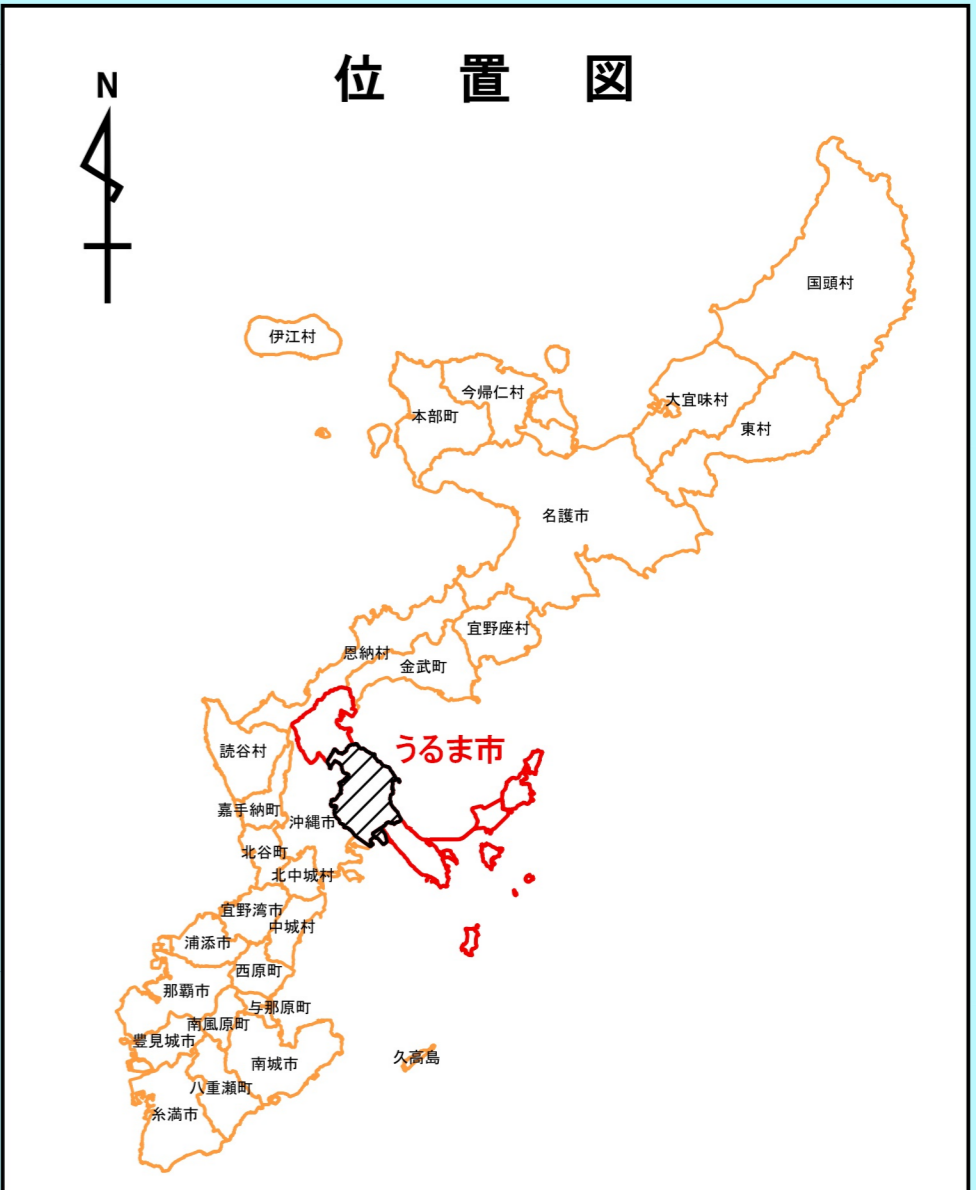 位置図
N
国頭村
伊江村
今帰仁村
大宜味村
本部町
東村
名護市
宜野座村
恩納村
金武町
うるま市
読谷村
嘉手納町
沖縄市
北谷町
北中城村
宜野湾市
中城村
浦添市
西原町
那覇市
与那原町
南風原町
豊見城市
久高島
南城市
八重瀬町
糸満市